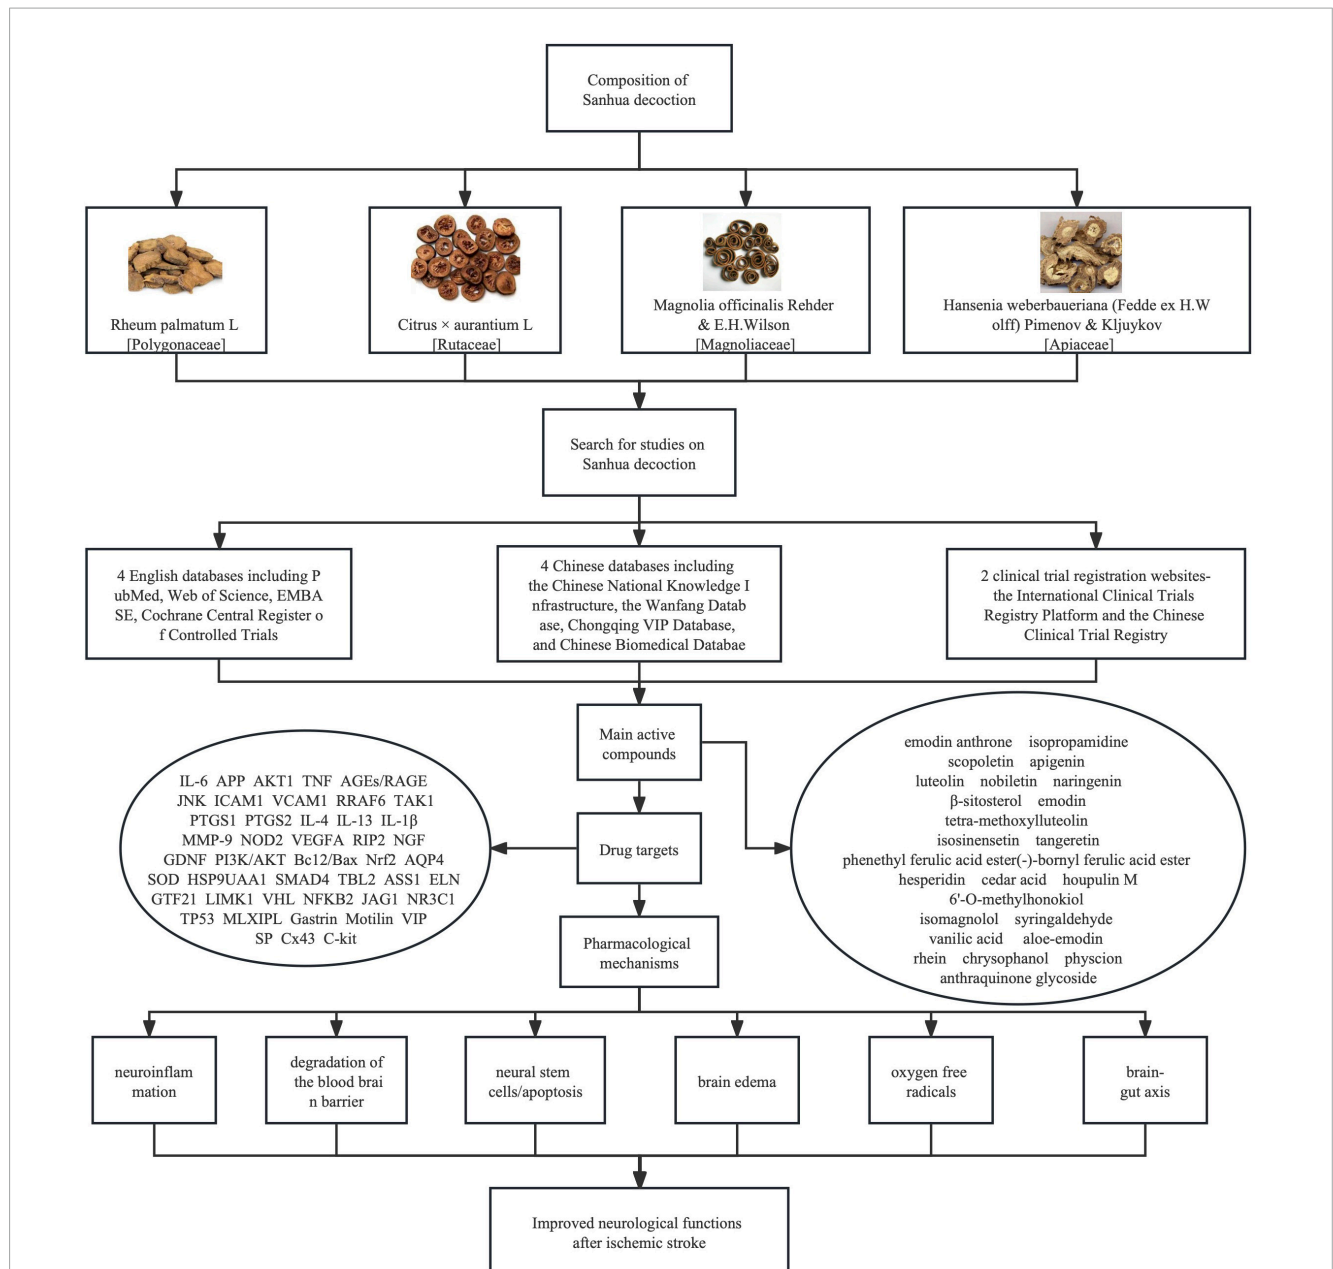 Composition of
Sanhua decoction
Rheum palmatum L
[Polygonaceae]
Citrus × aurantium L
[Rutaceae]
Magnolia officinalis Rehder
& E.H.Wilson
[Magnoliaceae]
Hansenia weberbaueriana (Fedde ex H.W
olff) Pimenov & Kljuykov
[Apiaceae]
Search for studies on
Sanhua decoction
4 English databases including P
ubMed, Web of Science, EMBA
SE, Cochrane Central Register o
f Controlled Trials
4 Chinese databases including
the Chinese National Knowledge I
nfrastructure, the Wanfang Datab
ase, Chongqing VIP Database,
and Chinese Biomedical Databae
2 clinical trial registration websites-
the International Clinical Trials
Registry Platform and the Chinese
Clinical Trial Registry
Main active
compounds
emodin anthrone isopropamidine
scopoletin apigenin
luteolin nobiletin naringenin
β-sitosterol emodin
tetra-methoxylluteolin
isosinensetin tangeretin
phenethyl ferulic acid ester(-)-bornyl ferulic acid ester
hesperidin cedar acid houpulin M
6'-O-methylhonokiol
isomagnolol syringaldehyde
vanilic acid aloe-emodin
rhein chrysophanol physcion
anthraquinone glycoside
Drug targets
IL-6 APP AKT1 TNF AGEs/RAGE
JNK ICAM1 VCAM1 RRAF6 TAK1
PTGS1 PTGS2 IL-4 IL-13 IL-1β
MMP-9 NOD2 VEGFA RIP2 NGF
GDNF PI3K/AKT Bc12/Bax Nrf2 AQP4
SOD HSP9UAA1 SMAD4 TBL2 ASS1 ELN
GTF21 LIMK1 VHL NFKB2 JAG1 NR3C1
TP53 MLXIPL Gastrin Motilin VIP
SP Cx43 C-kit
Pharmacological
mechanisms
neuroinflam
mation
degradation of
the blood brai
n barrier
neural stem
cells/apoptosis
brain edema
oxygen free
radicals
brain-
gut axis
Improved neurological functions
after ischemic stroke